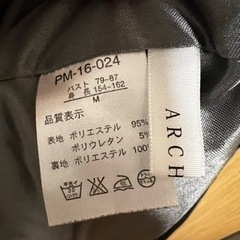 PM-16-024
バスト 79-87
身長 154-162
M
品質表示
表地 ポリエステル 95%
ポリウレタン 5%
裏地 ポリエステル 100%
ARCH